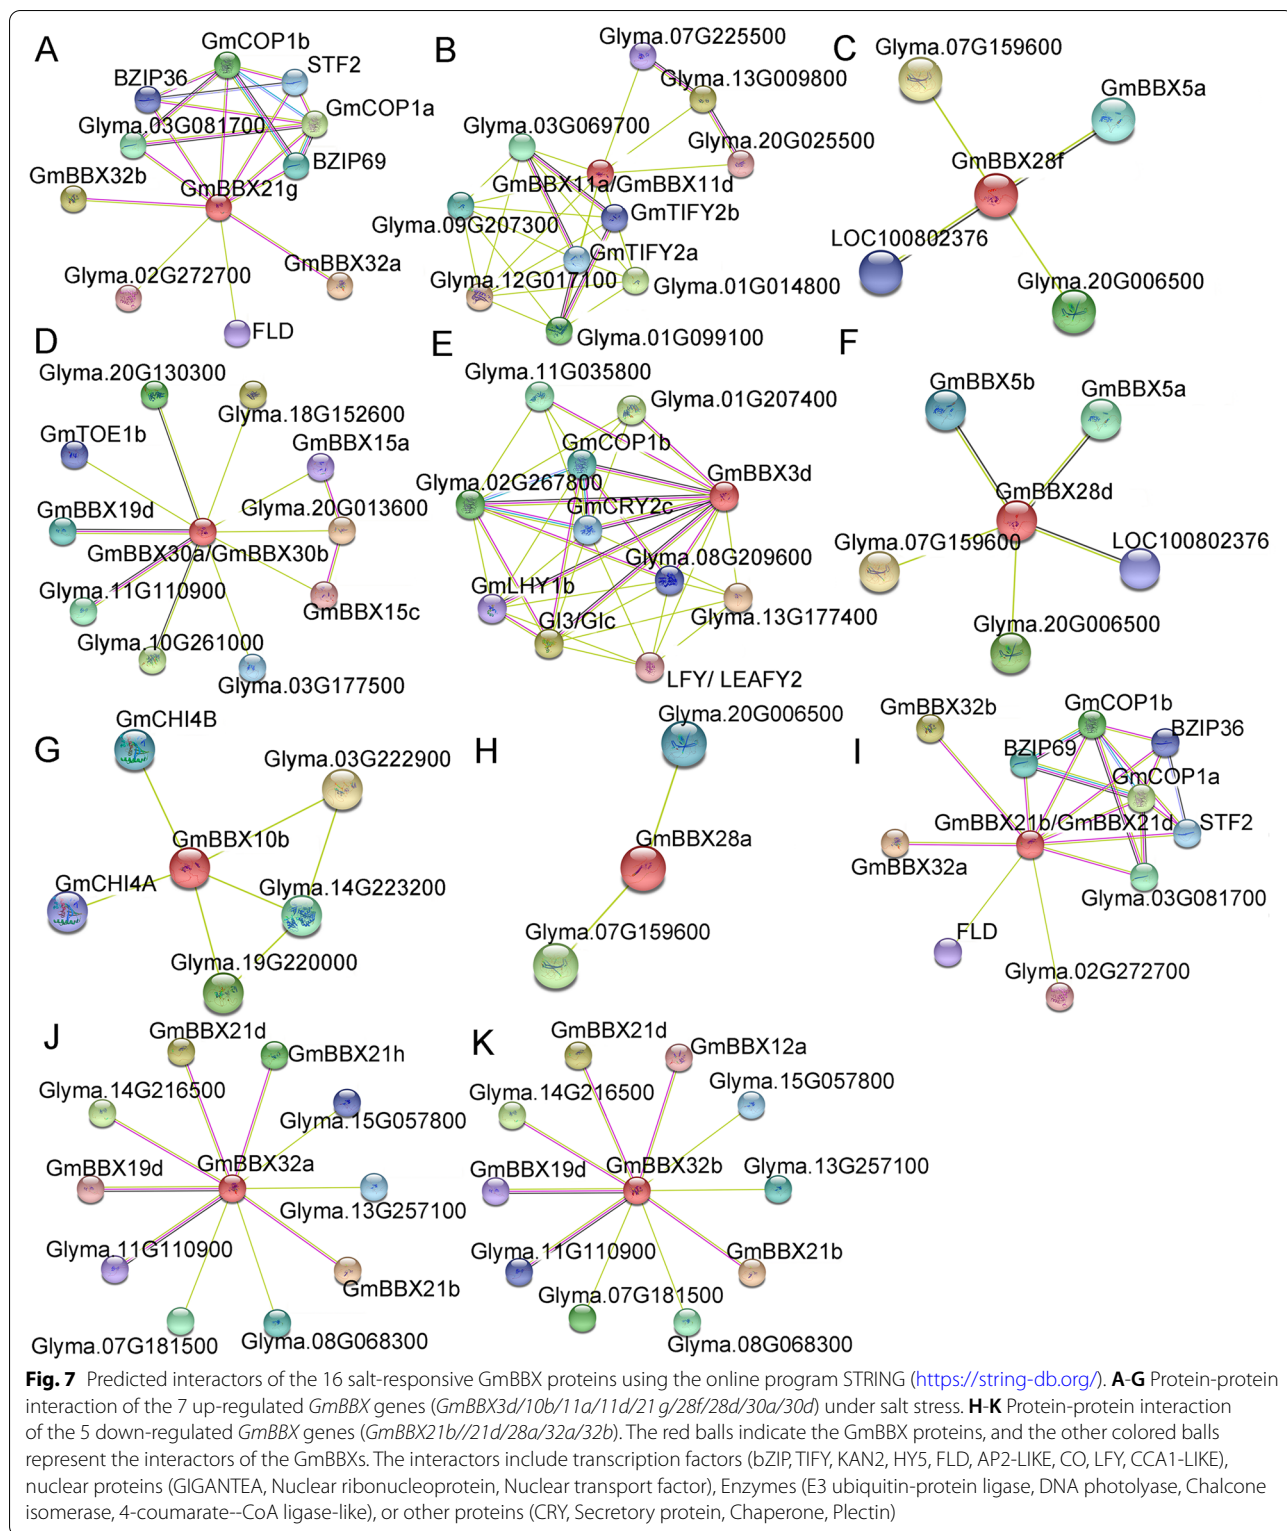 A
GmCOP1b
BZIP36
STF2
GmCOP1a
Glyma.03G081700
BZIP69
GmBBX32b
GmBBX21g
Glyma.02G272700
GmBBX32a
FLD
B
Glyma.07G225500
Glyma.13G009800
Glyma.03G069700
Glyma.20G025500
GmBBX11a/GmBBX11d
GmTIFY2b
Glyma.09G207300
GmTIFY2a
Glyma.12G017100
Glyma.01G014800
Glyma.01G099100
C
Glyma.07G159600
GmBBX5a
GmBBX28f
LOC100802376
Glyma.20G006500
D
Glyma.20G130300
Glyma.18G152600
GmTOE1b
GmBBX15a
GmBBX19d
Glyma.20G013600
GmBBX30a/GmBBX30b
Glyma.11G110900
GmBBX15c
Glyma.10G261000
Glyma.03G177500
E
Glyma.11G035800
Glyma.01G207400
GmCOP1b
GmBBX3d
Glyma.02G267800
GmCRY2c
Glyma.08G209600
GmLHY1b
GI3/GIc
Glyma.13G177400
LFY/ LEAFY2
F
GmBBX5b
GmBBX5a
GmBBX28d
Glyma.07G159600
LOC100802376
Glyma.20G006500
G
GmCHI4B
Glyma.03G222900
GmBBX10b
GmCHI4A
Glyma.14G223200
Glyma.19G220000
H
Glyma.20G006500
GmBBX28a
Glyma.07G159600
I
GmBBX32b
GmCOP1b
BZIP36
BZIP69
GmCOP1a
GmBBX21b/GmBBX21d
STF2
GmBBX32a
Glyma.03G081700
FLD
Glyma.02G272700
J
GmBBX21d
GmBBX21h
Glyma.14G216500
Glyma.15G057800
GmBBX19d
GmBBX32a
Glyma.13G257100
Glyma.11G110900
GmBBX21b
Glyma.07G181500
Glyma.08G068300
K
GmBBX21d
GmBBX12a
Glyma.15G057800
Glyma.14G216500
GmBBX19d
GmBBX32b
Glyma.13G257100
Glyma.11G110900
GmBBX21b
Glyma.07G181500
Glyma.08G068300
Fig. 7 Predicted interactors of the 16 salt-responsive GmBBX proteins using the online program STRING (https://string-db.org/). A-G Protein-protein
interaction of the 7 up-regulated GmBBX genes (GmBBX3d/10b/11a/11d/21 g/28f/28d/30a/30d) under salt stress. H-K Protein-protein interaction
of the 5 down-regulated GmBBX genes (GmBBX21b//21d/28a/32a/32b). The red balls indicate the GmBBX proteins, and the other colored balls
represent the interactors of the GmBBXs. The interactors include transcription factors (bZIP, TIFY, KAN2, HY5, FLD, AP2-LIKE, CO, LFY, CCA1-LIKE),
nuclear proteins (GIGANTEA, Nuclear ribonucleoprotein, Nuclear transport factor), Enzymes (E3 ubiquitin-protein ligase, DNA photolyase, Chalcone
isomerase, 4-coumarate--CoA ligase-like), or other proteins (CRY, Secretory protein, Chaperone, Plectin)